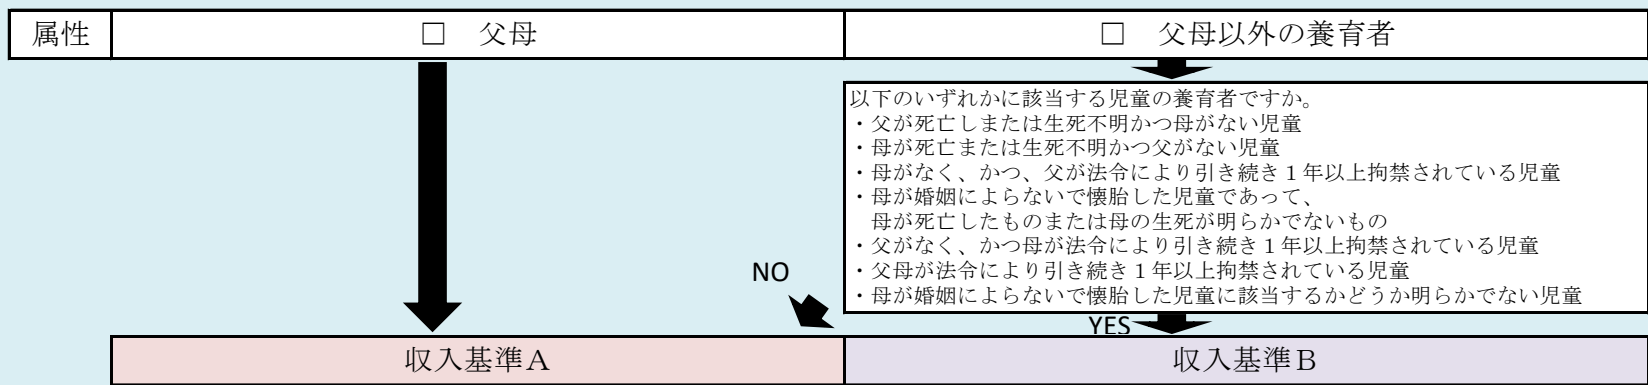 属性
□ 父母
□ 父母以外の養育者
以下のいずれかに該当する児童の養育者ですか。
・父が死亡しまたは生死不明かつ母がない児童
・母が死亡または生死不明かつ父がない児童
・母がなく、かつ、父が法令により引き続き１年以上拘禁されている児童
・母が婚姻によらないで懐胎した児童であって、
母が死亡したものまたは母の生死が明らかでないもの
・父がなく、かつ母が法令により引き続き１年以上拘禁されている児童
・父母が法令により引き続き１年以上拘禁されている児童
・母が婚姻によらないで懐胎した児童に該当するかどうか明らかでない児童
NO
YES
収入基準Ａ
収入基準Ｂ